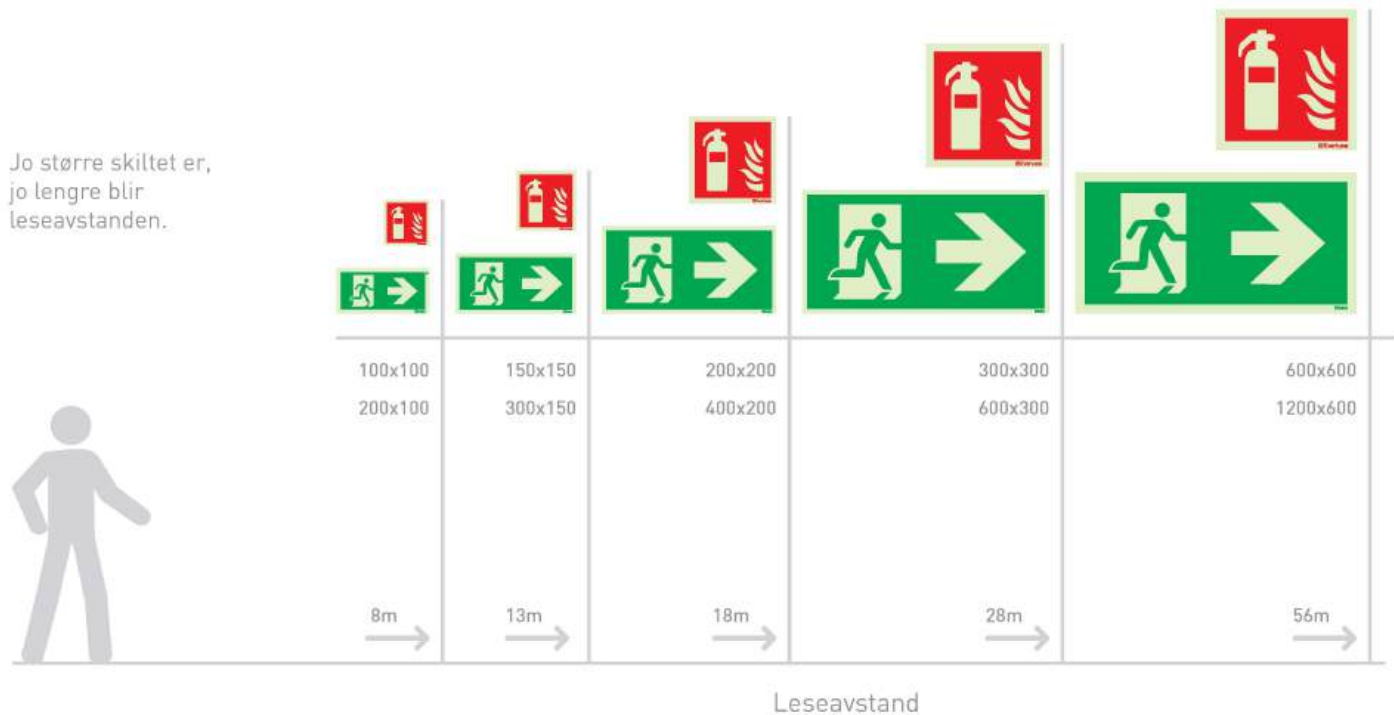 Jo større skiltet er,
jo lengre blir
leseavstanden.
100x100
150x150
200x200
300x300
600x600
200x100
300x150
400x200
600x300
1200x600
8m
13m
18m
28m
56m
Leseavstand